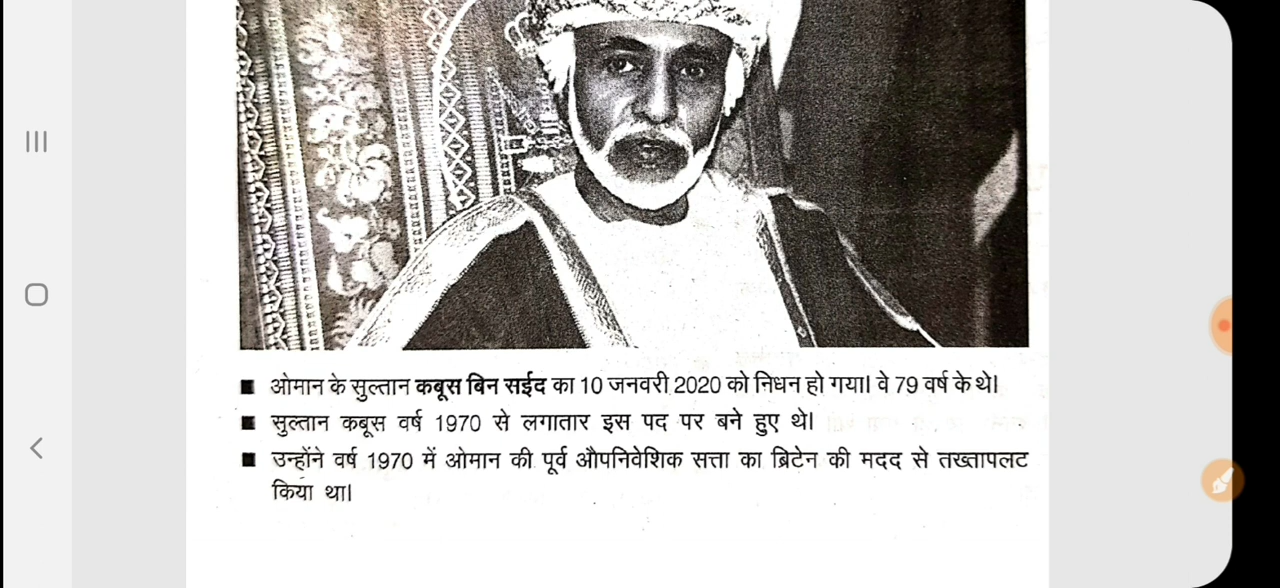 ■ ओमान के सुल्तान कबूस बिन सईद का 10 जनवरी 2020 को निधन हो गया। वे 79 वर्ष के थे।
■ सुल्तान कबूस वर्ष 1970 से लगातार इस पद पर बने हुए थे।
■ उन्होंने वर्ष 1970 में ओमान की पूर्व औपनिवेशिक सत्ता का ब्रिटेन की मदद से तख्तापलट
किया था।